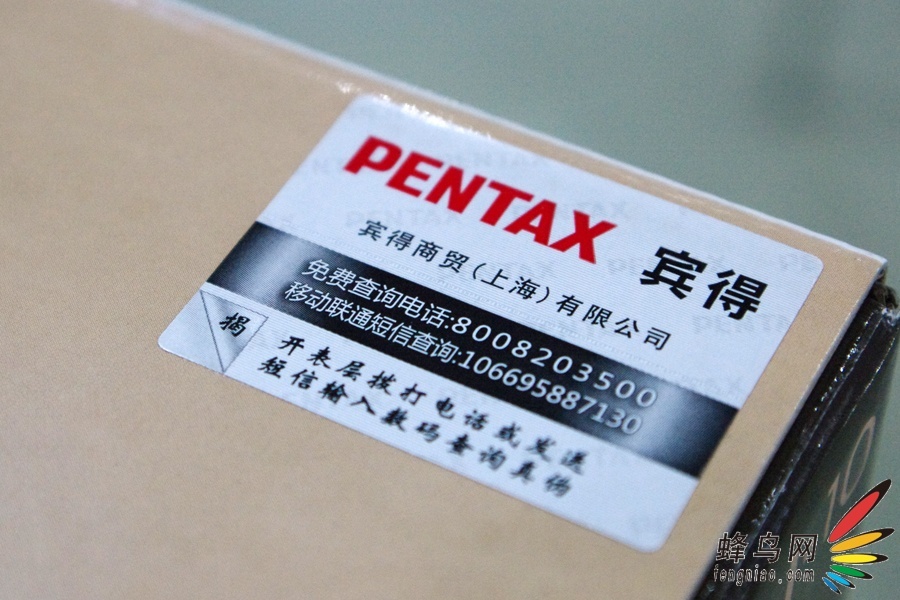 PENTAX 宾得
宾得商贸(上海)有限公司
免费查询电话:8008203500
移动联通短信查询:106695887130
揭
开表层拨打电话或发送
短信输入数码查询真伪
10
蜂鸟网
fengniao.com